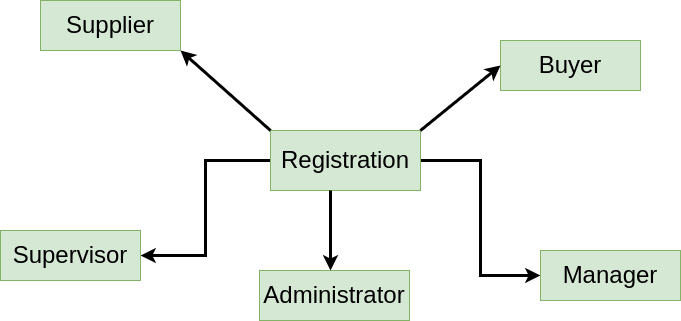 Supplier
Buyer
Registration
Supervisor
Administrator
Manager